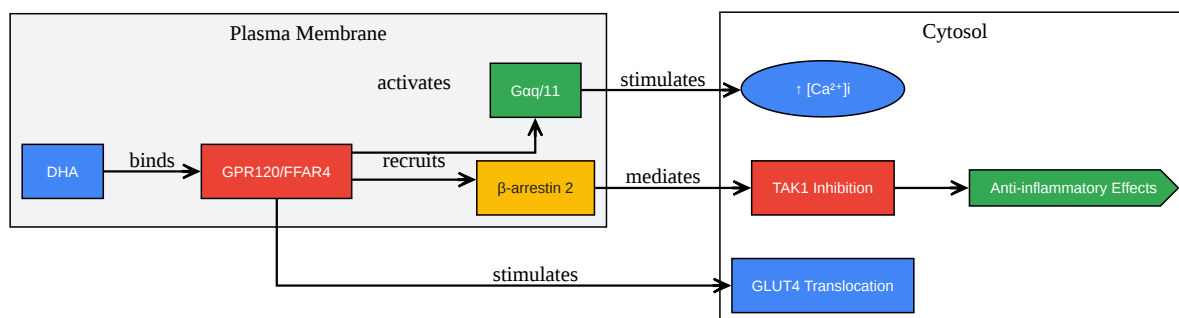 Plasma Membrane
Cytosol
activates
Gαq/11
stimulates
↑ [Ca²⁺]i
DHA
binds
GPR120/FFAR4
recruits
β-arrestin 2
mediates
TAK1 Inhibition
Anti-inflammatory Effects
stimulates
GLUT4 Translocation